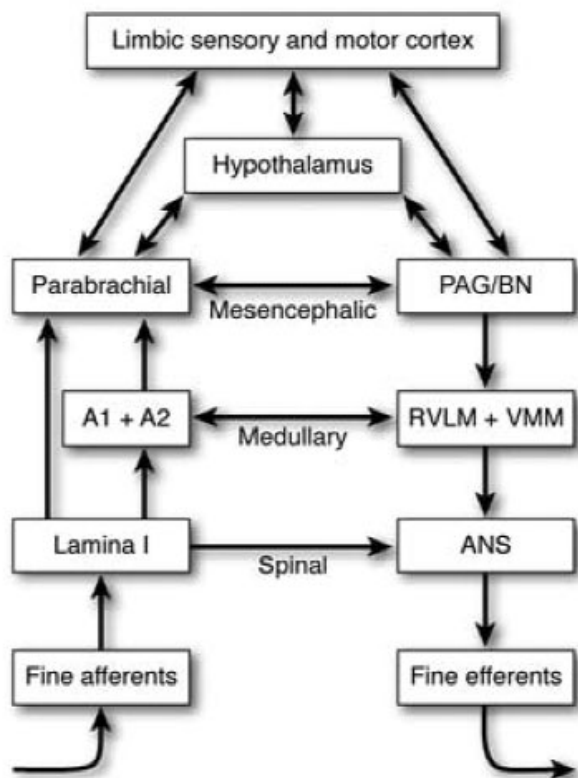 Limbic sensory and motor cortex
Hypothalamus
Parabrachial
PAG/BN
Mesencephalic
A1 + A2
RVLM + VMM
Medullary
Lamina I
ANS
Spinal
Fine afferents
Fine efferents